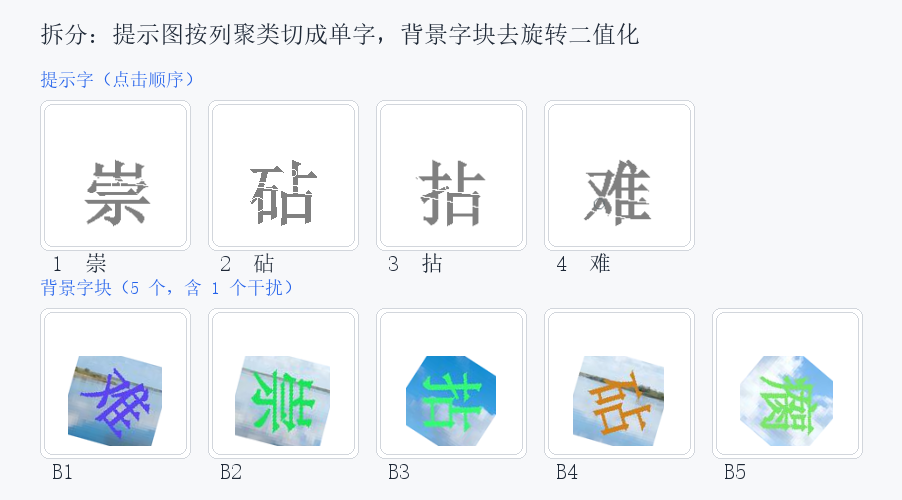 拆分：提示图按列聚类切成单字，背景字块去旋转二值化
提示字（点击顺序）
崇 砧 拈 难
1 崇 2 砧 3 拈 4 难
背景字块（5 个，含 1 个干扰）
难 崇 拈 砧
B1 B2 B3 B4 B5